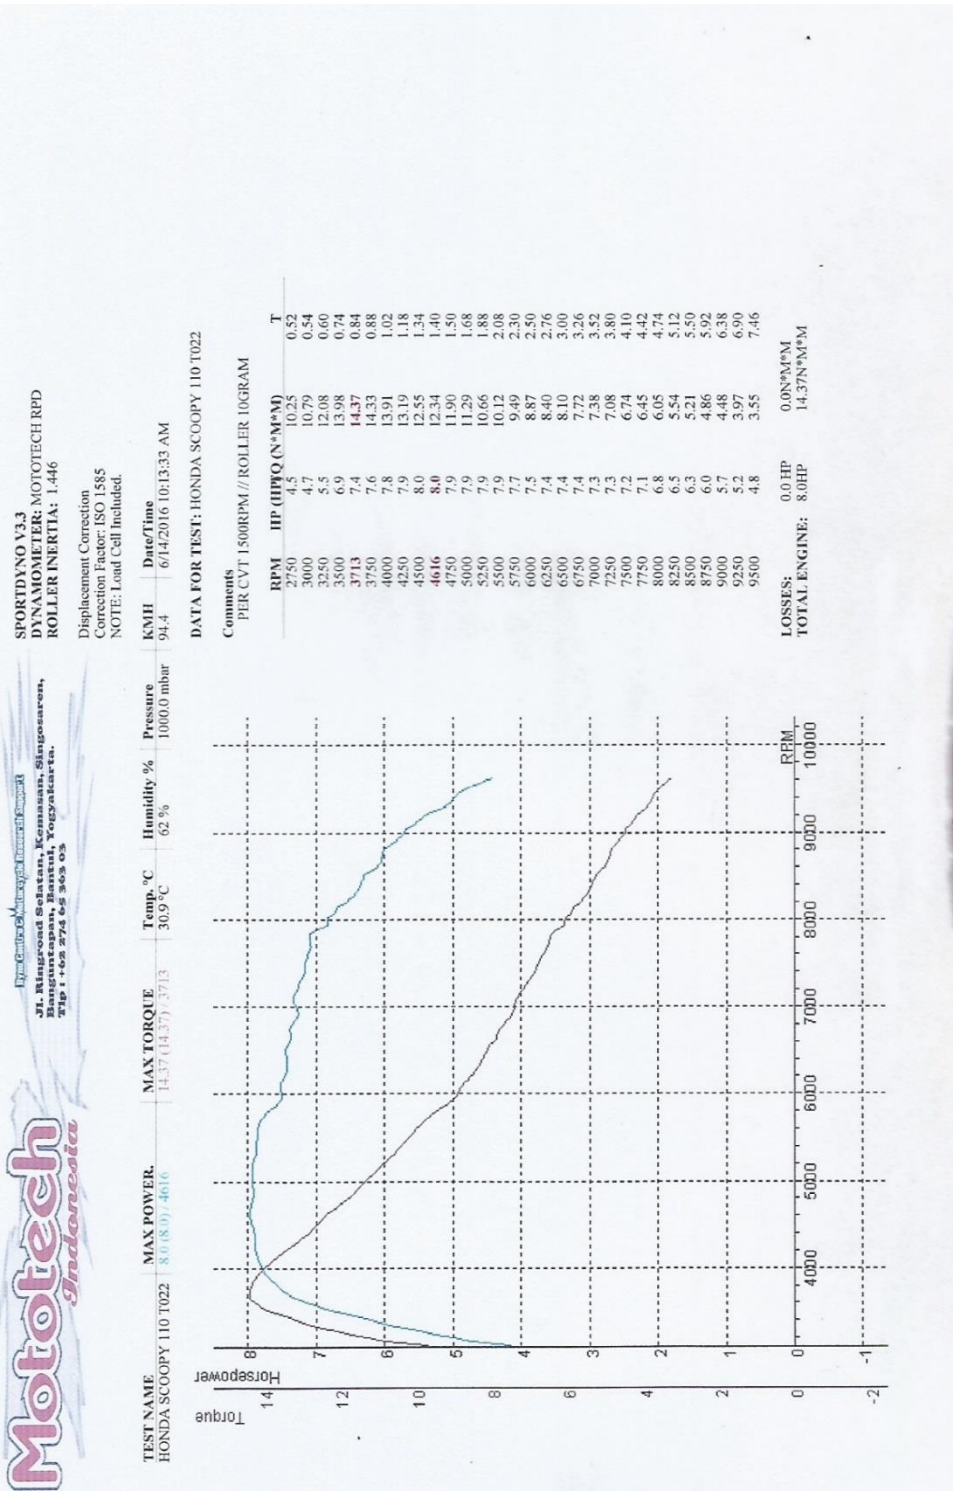 Mototech
Indonesia
Jl. Ringroad Selatan, Kemasan, Singosaren,
Banguntapan, Bantul, Yogyakarta.
Tlp : +62 274 65 363 03
SPORTDYNO V3.3
DYNAMOMETER: MOTOTECH RPD
ROLLER INERTIA: 1.446
Displacement Correction
Correction Factor: ISO 1585
NOTE: Load Cell Included.
TEST NAME MAX POWER. MAX TORQUE Temp. °C Humidity % Pressure KMH Date/Time
HONDA SCOOPY 110 T022 8.0 (8.0) / 4616 14.37 (14.37) / 3713 30.9 °C 62 % 1000.0 mbar 94.4 6/14/2016 10:13:33 AM
DATA FOR TEST: HONDA SCOOPY 110 T022
Comments
PER CVT 1500RPM // ROLLER 10GRAM
RPM HP (HP)TQ (N*M*M) T
2750 4.5 10.25 0.52
3000 4.7 10.79 0.54
3250 5.5 12.08 0.60
3500 6.9 13.98 0.74
3713 7.4 14.37 0.84
3750 7.6 14.33 0.88
4000 7.8 13.91 1.02
4250 7.9 13.19 1.18
4500 8.0 12.55 1.34
4616 8.0 12.34 1.40
4750 7.9 11.90 1.50
5000 7.9 11.29 1.68
5250 7.9 10.66 1.88
5500 7.9 10.12 2.08
5750 7.7 9.49 2.30
6000 7.5 8.87 2.50
6250 7.4 8.40 2.76
6500 7.4 8.10 3.00
6750 7.4 7.72 3.26
7000 7.3 7.38 3.52
7250 7.3 7.08 3.80
7500 7.2 6.74 4.10
7750 7.1 6.45 4.42
8000 6.8 6.05 4.74
8250 6.5 5.54 5.12
8500 6.3 5.21 5.50
8750 6.0 4.86 5.92
9000 5.7 4.48 6.38
9250 5.2 3.97 6.90
9500 4.8 3.55 7.46
LOSSES: 0.0 HP 0.0N*M*M
TOTAL ENGINE: 8.0HP 14.37N*M*M
Torque
Horsepower
14
12
10
8
6
4
2
0
-2
8
7
6
5
4
3
2
1
0
-1
4000 5000 6000 7000 8000 9000 10000
RPM